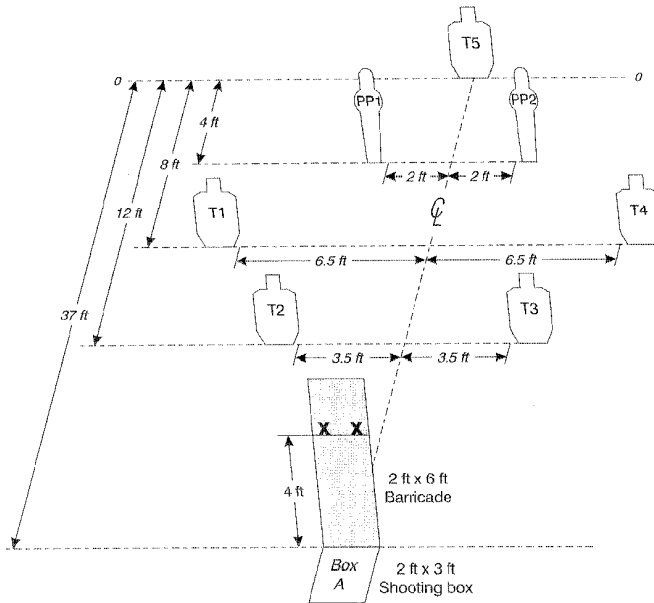 T5
0
0
PP1
PP2
4 ft
2 ft
2 ft
8 ft
T1
T4
12 ft
℄
6.5 ft
6.5 ft
T2
T3
37 ft
3.5 ft
3.5 ft
X X
4 ft
2 ft x 6 ft
Barricade
Box
A
2 ft x 3 ft
Shooting box